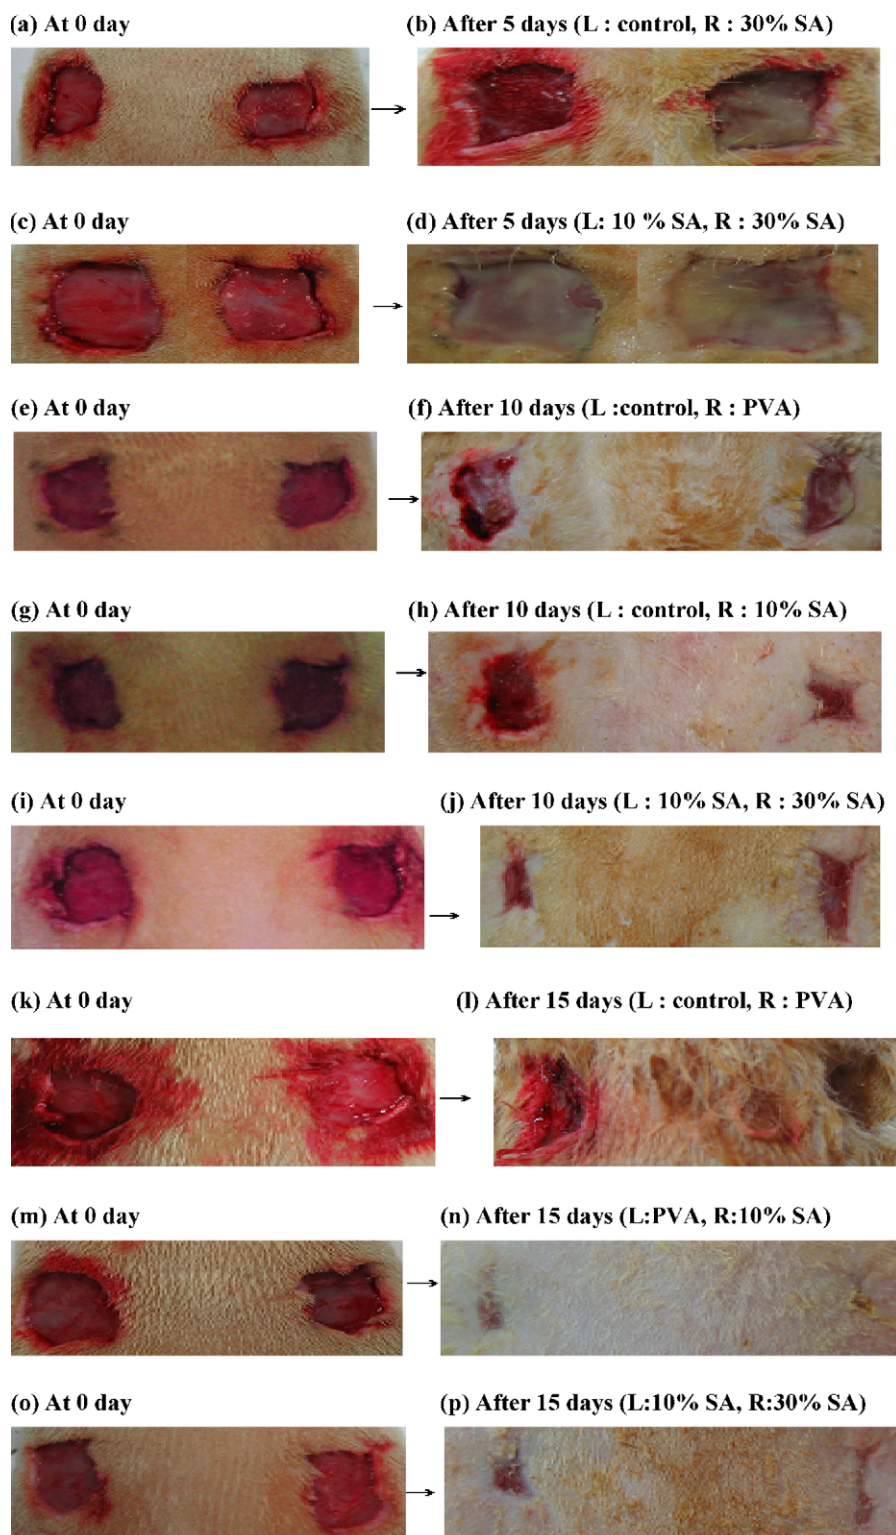 (a) At 0 day
(b) After 5 days (L : control, R : 30% SA)
(c) At 0 day
(d) After 5 days (L: 10 % SA, R : 30% SA)
(e) At 0 day
(f) After 10 days (L :control, R : PVA)
(g) At 0 day
(h) After 10 days (L : control, R : 10% SA)
(i) At 0 day
(j) After 10 days (L : 10% SA, R : 30% SA)
(k) At 0 day
(l) After 15 days (L : control, R : PVA)
(m) At 0 day
(n) After 15 days (L:PVA, R:10% SA)
(o) At 0 day
(p) After 15 days (L:10% SA, R:30% SA)